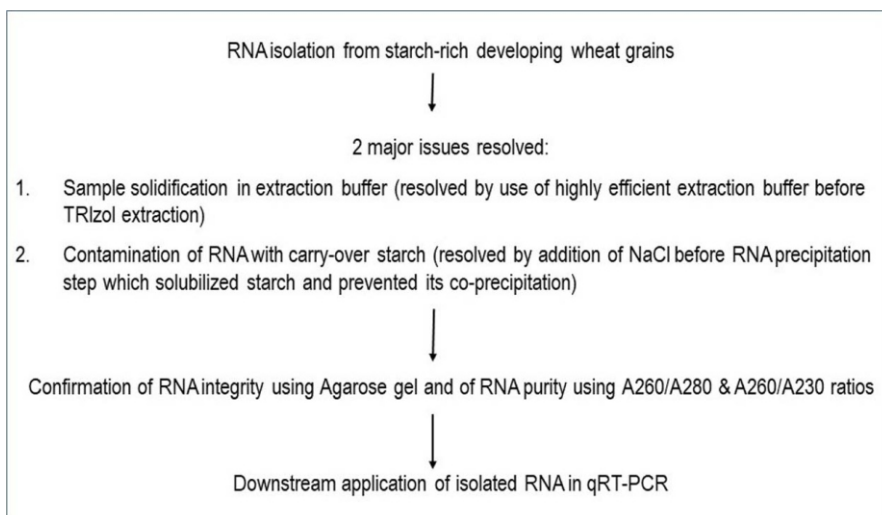 RNA isolation from starch-rich developing wheat grains
2 major issues resolved:
1. Sample solidification in extraction buffer (resolved by use of highly efficient extraction buffer before
TRIzol extraction)
2. Contamination of RNA with carry-over starch (resolved by addition of NaCl before RNA precipitation
step which solubilized starch and prevented its co-precipitation)
Confirmation of RNA integrity using Agarose gel and of RNA purity using A260/A280 & A260/A230 ratios
Downstream application of isolated RNA in qRT-PCR